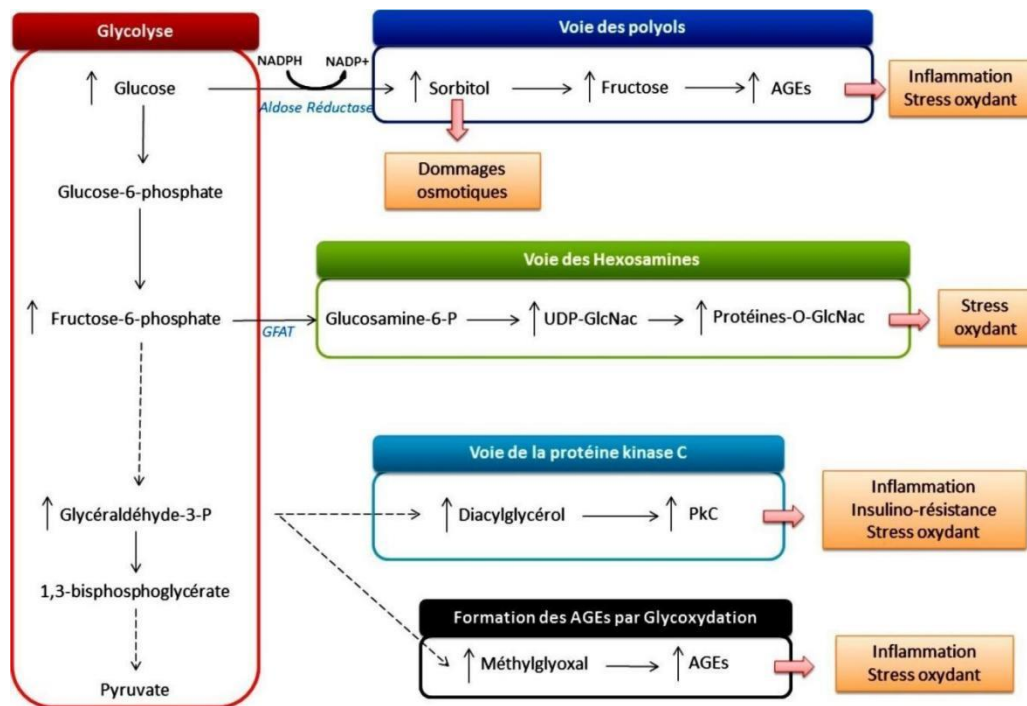 Glycolyse
Voie des polyols
NADPH NADP+
Glucose
Aldose Réductase
Sorbitol
Fructose
AGEs
Inflammation
Stress oxydant
Dommages
osmotiques
Glucose-6-phosphate
Voie des Hexosamines
Fructose-6-phosphate
GFAT
Glucosamine-6-P
UDP-GlcNac
Protéines-O-GlcNac
Stress
oxydant
Voie de la protéine kinase C
Glycéraldéhyde-3-P
Diacylglycérol
PkC
Inflammation
Insulino-résistance
Stress oxydant
1,3-bisphosphoglycérate
Formation des AGEs par Glycoxydation
Méthylglyoxal
AGEs
Inflammation
Stress oxydant
Pyruvate